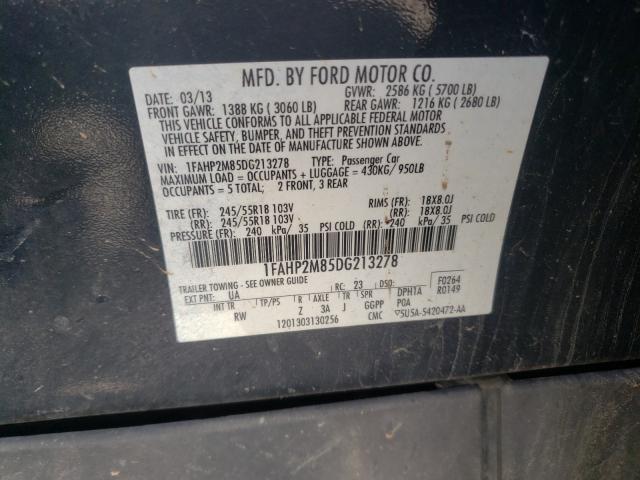 MFD. BY FORD MOTOR CO.
DATE: 03/13 GVWR: 2586 KG ( 5700 LB)
FRONT GAWR: 1388 KG ( 3060 LB) REAR GAWR: 1216 KG ( 2680 LB)
THIS VEHICLE CONFORMS TO ALL APPLICABLE FEDERAL MOTOR
VEHICLE SAFETY, BUMPER, AND THEFT PREVENTION STANDARDS
IN EFFECT ON THE DATE OF MANUFACTURE SHOWN ABOVE.
VIN: 1FAHP2M85DG213278 TYPE: Passenger Car
MAXIMUM LOAD = OCCUPANTS + LUGGAGE = 430KG/ 950LB
OCCUPANTS = 5 TOTAL; 2 FRONT, 3 REAR
TIRE (FR): 245/55R18 103V RIMS (FR): 18X8.0J
(RR): 245/55R18 103V (RR): 18X8.0J
PRESSURE (FR): 240 kPa/ 35 PSI COLD (RR): 240 kPa/ 35 PSI COLD
1FAHP2M85DG213278
TRAILER TOWING - SEE OWNER GUIDE
EXT PNT: UA RC: 23 DSO: F0264
R0149
INT TR TP/PS R AXLE TR SPR DPHTA
RW Z 3A J GGPP POA
1201303130256 CMC ▽5U5A-5420472-AA